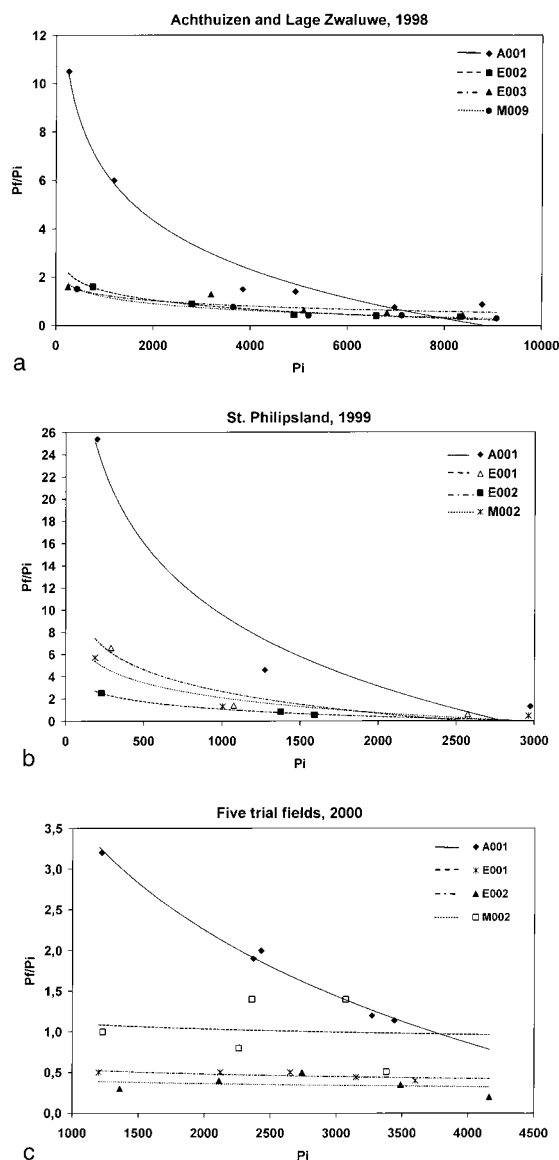 Achthuizen and Lage Zwaluwe, 1998
12
10
8
6
4
2
0
Pf/Pi
A001
E002
E003
M009
0 2000 4000 6000 8000 10000
Pi
a
St. Philipsland, 1999
26
24
22
20
18
16
14
12
10
8
6
4
2
0
Pf/Pi
A001
E001
E002
M002
0 500 1000 1500 2000 2500 3000
Pi
b
Five trial fields, 2000
3,5
3,0
2,5
2,0
1,5
1,0
0,5
0,0
Pf/Pi
A001
E001
E002
M002
1000 1500 2000 2500 3000 3500 4000 4500
Pi
c